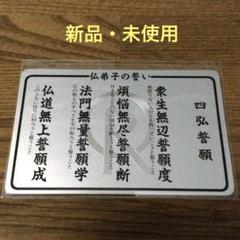 新品・未使用
仏弟子の誓い
四弘誓願
衆生無辺誓願度
煩悩無尽誓願断
法門無量誓願学
仏道無上誓願成